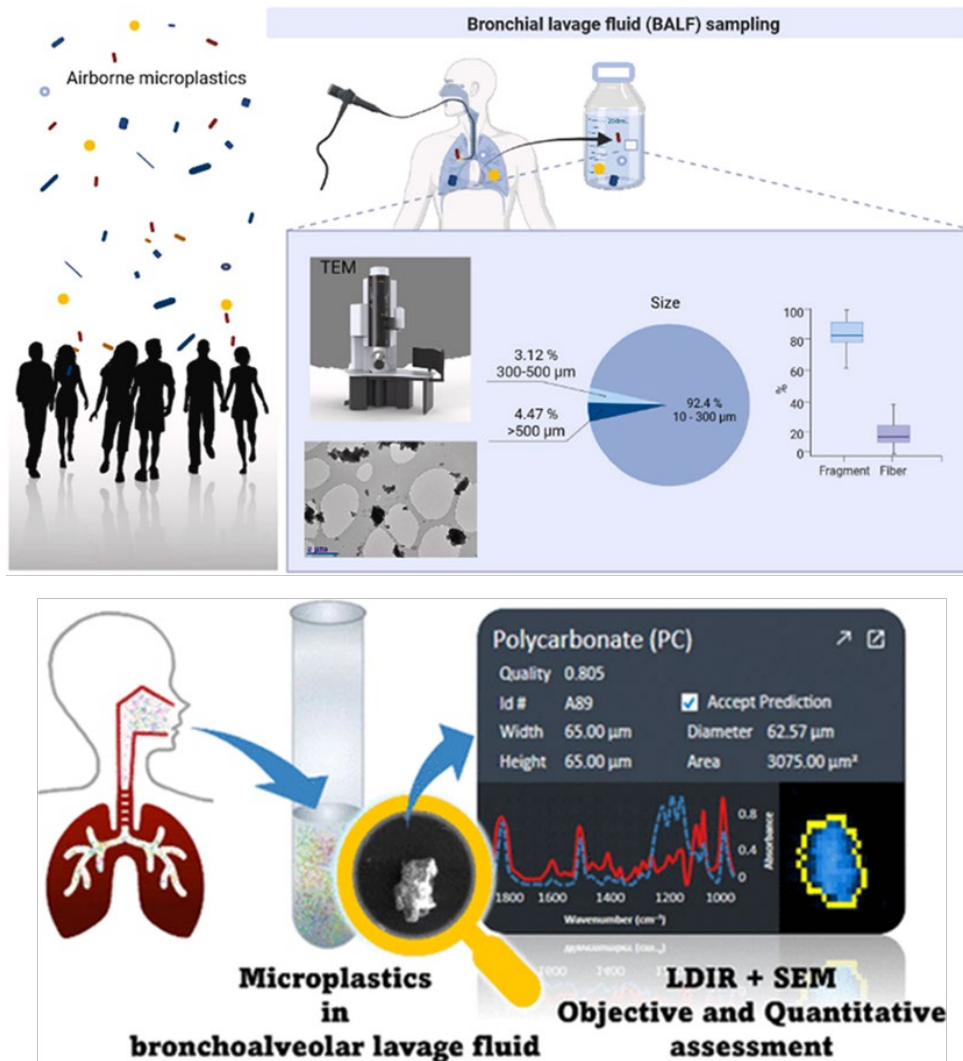 Bronchial lavage fluid (BALF) sampling
Airborne microplastics
TEM
Size
3.12 %
300-500 µm
4.47 %
>500 µm
92.4 %
10 - 300 µm
%
100
80
60
40
20
0
Fragment Fiber
Polycarbonate (PC)
Quality 0.805
Id # A89
Accept Prediction
Width 65.00 µm
Diameter 62.57 µm
Height 65.00 µm
Area 3075.00 µm²
0.8
0.4
0
Absorbance
1800 1600 1400 1200 1000
Wavenumber (cm⁻¹)
Microplastics
in
bronchoalveolar lavage fluid
LDIR + SEM
Objective and Quantitative
assessment